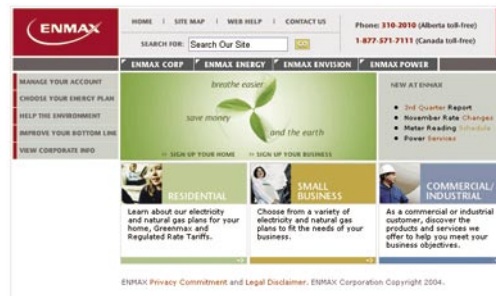 ENMAX
HOME | SITE MAP | WEB HELP | CONTACT US
Phone: 310-2010 (Alberta toll-free)
SEARCH FOR: Search Our Site GO
1-877-571-7111 (Canada toll-free)
ENMAX CORP ENMAX ENERGY ENMAX ENVISION ENMAX POWER
MANAGE YOUR ACCOUNT
CHOOSE YOUR ENERGY PLAN
HELP THE ENVIRONMENT
IMPROVE YOUR BOTTOM LINE
VIEW CORPORATE INFO
breathe easier
save money
and the earth
SIGN UP YOUR HOME SIGN UP YOUR BUSINESS
NEW AT ENMAX
3rd Quarter Report
November Rate Changes
Meter Reading Schedule
Power Services
RESIDENTIAL
Learn about our electricity
and natural gas plans for your
home, Greenmax and
Regulated Rate Tariffs.
SMALL
BUSINESS
Choose from a variety of
electricity and natural gas
plans to fit the needs of your
business.
COMMERCIAL/
INDUSTRIAL
As a commercial or industrial
customer, discover the
products and services we
offer to help you meet your
business objectives.
ENMAX Privacy Commitment and Legal Disclaimer. ENMAX Corporation Copyright 2004.